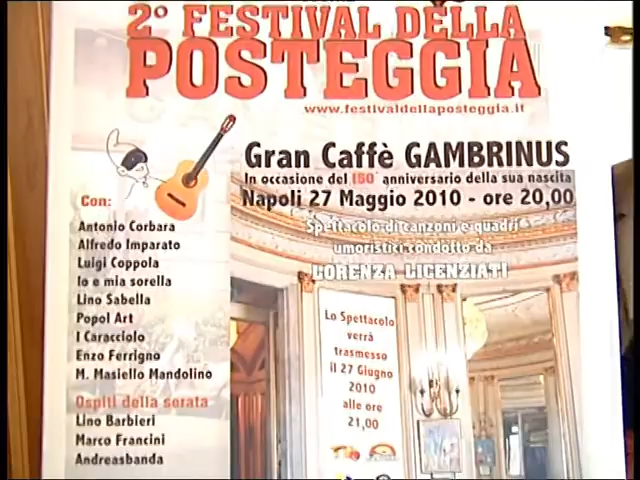 2° FESTIVAL DELLA
POSTEGGIA
www.festivaldellaposteggia.it
Gran Caffè GAMBRINUS
In occasione del 150° anniversario della sua nascita
Napoli 27 Maggio 2010 - ore 20,00
Spettacolo di canzoni e quadri
umoristici condotto da
LORENZA LICENZIATI
Con:
Antonio Corbara
Alfredo Imparato
Luigi Coppola
Io e mia sorella
Lino Sabella
Popol Art
I Caracciolo
Enzo Ferrigno
M. Masiello Mandolino
Ospiti della serata
Lino Barbieri
Marco Francini
Andreasbanda
Lo Spettacolo
verrà
trasmesso
il 27 Giugno
2010
alle ore
21,00